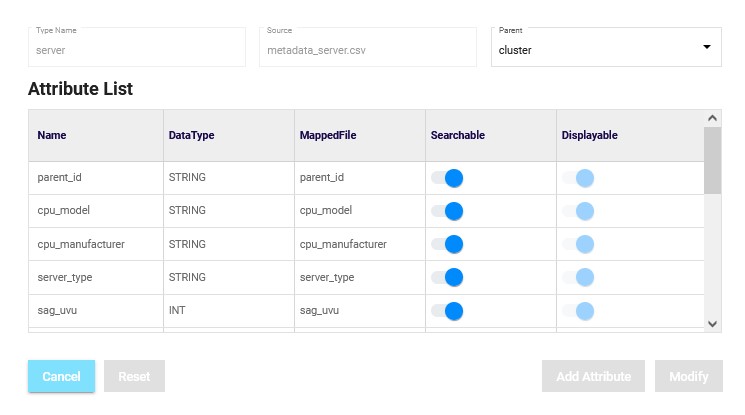 Type Name Source Parent
server metadata_server.csv cluster
Attribute List
Name DataType MappedFile Searchable Displayable
parent_id STRING parent_id
cpu_model STRING cpu_model
cpu_manufacturer STRING cpu_manufacturer
server_type STRING server_type
sag_uvu INT sag_uvu
Cancel Reset Add Attribute Modify